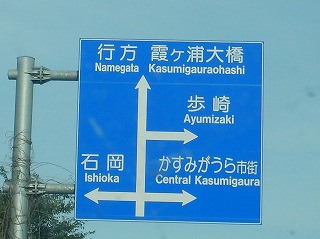 行方 霞ヶ浦大橋
Namegata Kasumigauraohashi
歩崎
Ayumizaki
石岡
Ishioka
かすみがうら市街
Central Kasumigaura